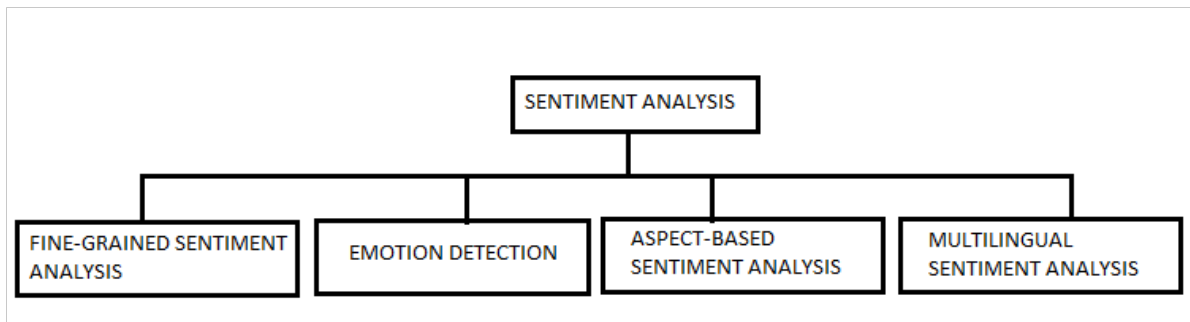 SENTIMENT ANALYSIS
FINE-GRAINED SENTIMENT
ANALYSIS
EMOTION DETECTION
ASPECT-BASED
SENTIMENT ANALYSIS
MULTILINGUAL
SENTIMENT ANALYSIS